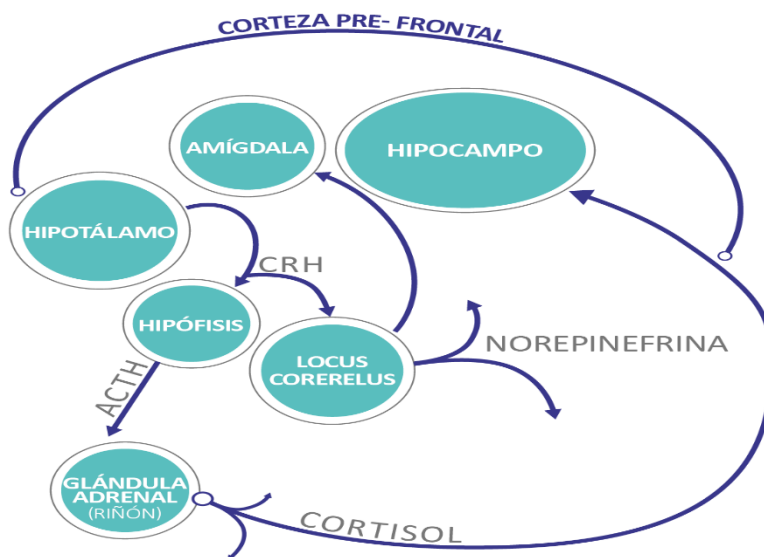 CORTEZA PRE- FRONTAL
AMÍGDALA
HIPOCAMPO
HIPOTÁLAMO
CRH
HIPÓFISIS
NOREPINEFRINA
LOCUS
CORERELUS
ACTH
GLÁNDULA
ADRENAL
(RIÑÓN)
CORTISOL